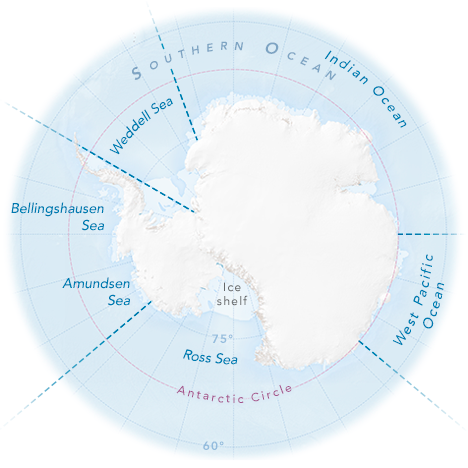 SOUTHERN OCEAN
Indian Ocean
Weddell Sea
Bellingshausen
Sea
Amundsen
Sea
Ice
shelf
West Pacific
Ocean
75°
Ross Sea
Antarctic Circle
60°